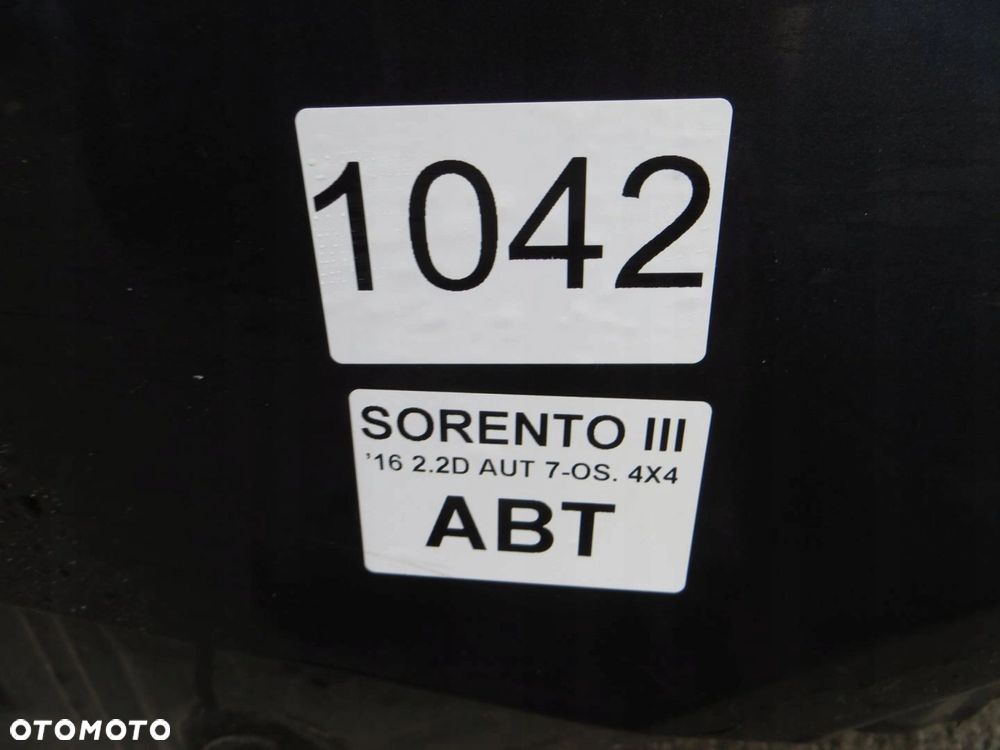 1042
SORENTO III
'16 2.2D AUT 7-OS. 4X4
ABT
OTOMOTO